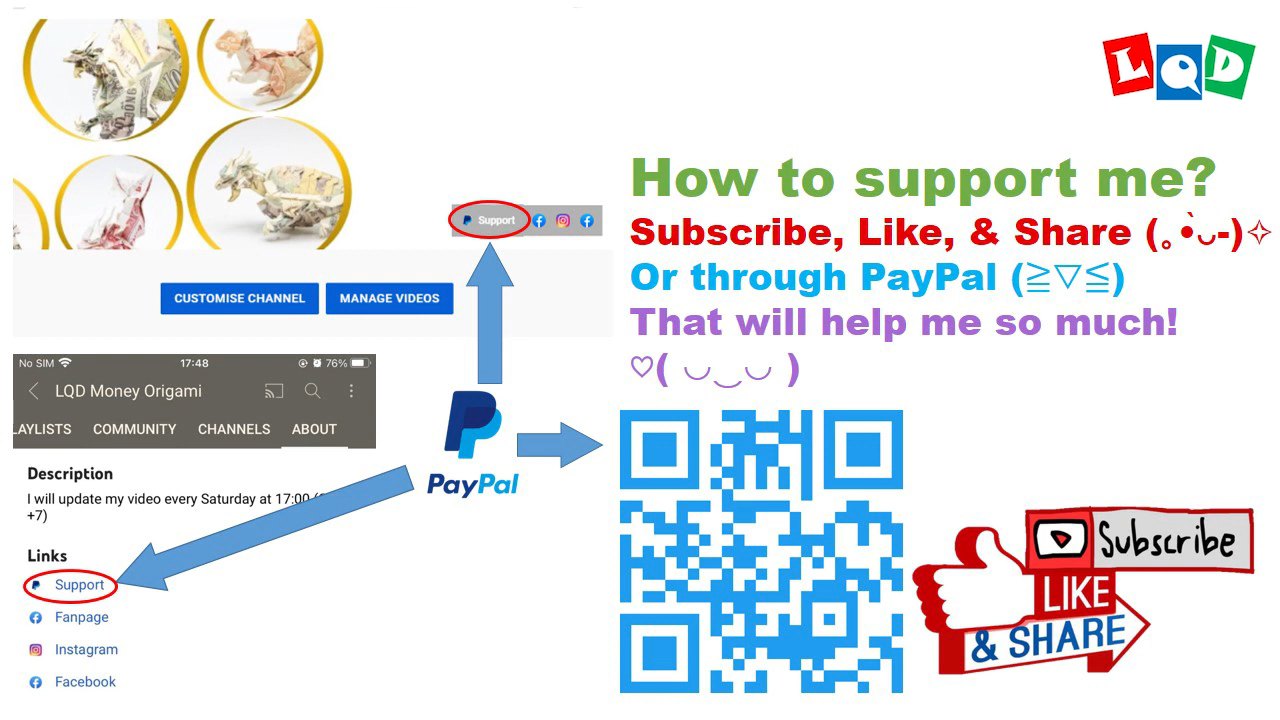 LQD
How to support me?
Subscribe, Like, & Share (｡•̀ᴗ-)✧
Or through PayPal (≧▽≦)
That will help me so much!
♡( ◡‿◡ )
Support
CUSTOMISE CHANNEL
MANAGE VIDEOS
No SIM
17:48
76%
LQD Money Origami
LAYLISTS
COMMUNITY
CHANNELS
ABOUT
Description
I will update my video every Saturday at 17:00
+7)
Links
Support
Fanpage
Instagram
Facebook
PayPal
Subscribe
LIKE
& SHARE